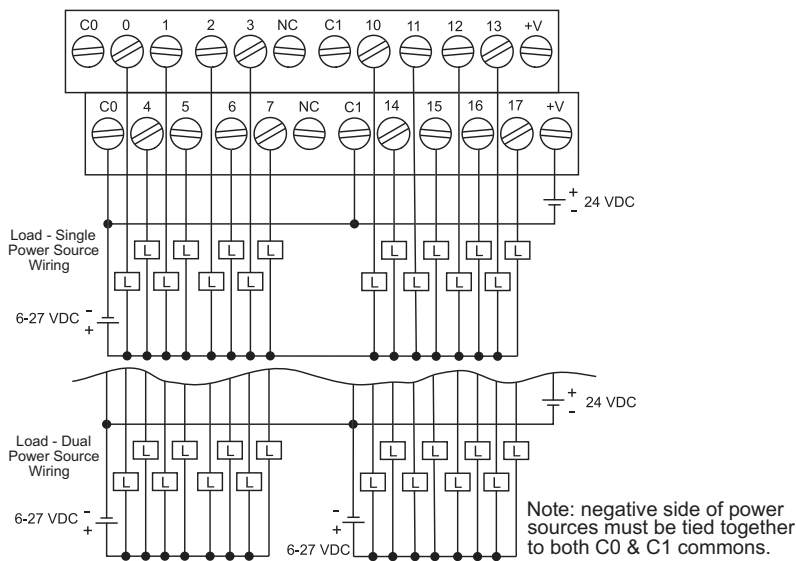 C0 0 1 2 3 NC C1 10 11 12 13 +V
C0 4 5 6 7 NC C1 14 15 16 17 +V
+
-
24 VDC
Load - Single
Power Source
Wiring
L L L L L L L L
L L L L L L L L
6-27 VDC
-
+
+
-
24 VDC
Load - Dual
Power Source
Wiring
L L L L L L L L
L L L L L L L L
6-27 VDC
-
+
-
+
6-27 VDC
Note: negative side of power
sources must be tied together
to both C0 & C1 commons.